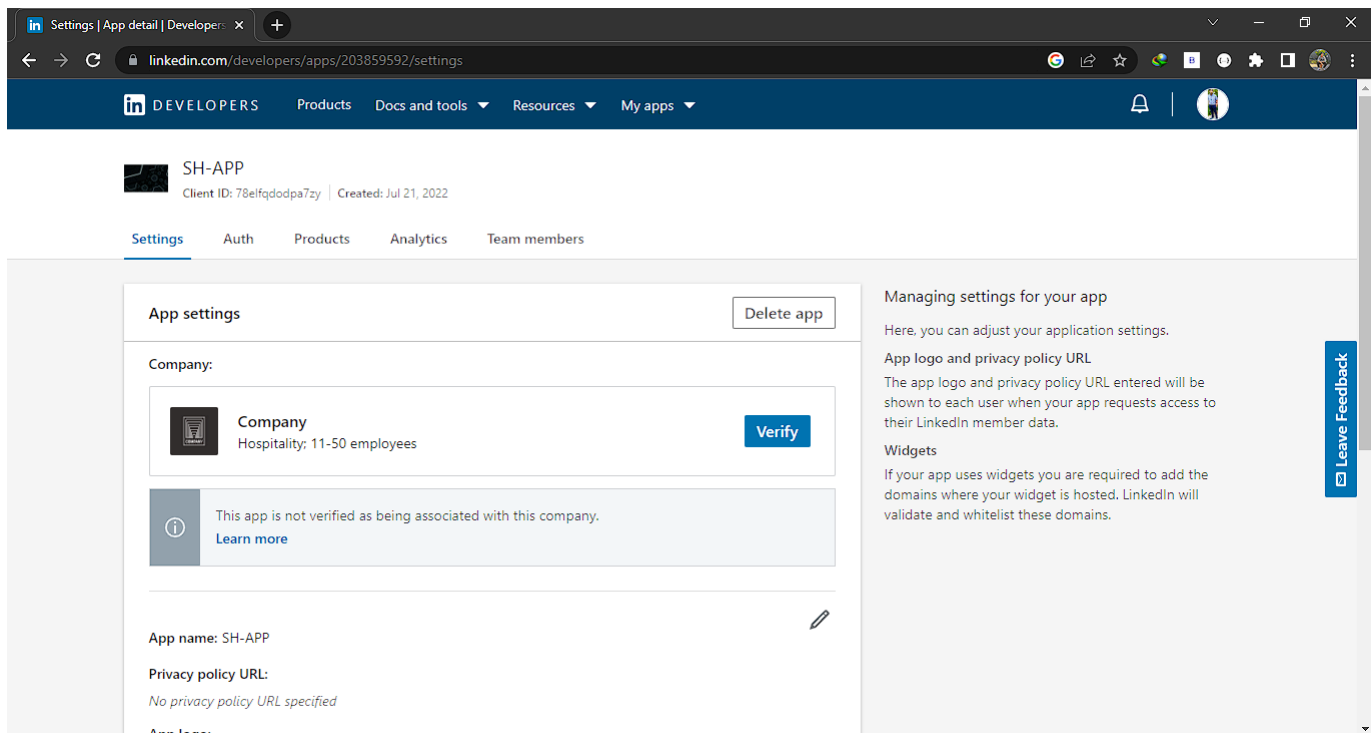 in Settings | App detail | Developers
linkedin.com/developers/apps/203859592/settings
in DEVELOPERS Products Docs and tools Resources My apps
SH-APP
Client ID: 78elfqdodpa7zy Created: Jul 21, 2022
Settings Auth Products Analytics Team members
App settings
Delete app
Company:
Company
Hospitality; 11-50 employees
Verify
This app is not verified as being associated with this company.
Learn more
App name: SH-APP
Privacy policy URL:
No privacy policy URL specified
App logo:
Managing settings for your app
Here, you can adjust your application settings.
App logo and privacy policy URL
The app logo and privacy policy URL entered will be
shown to each user when your app requests access to
their LinkedIn member data.
Widgets
If your app uses widgets you are required to add the
domains where your widget is hosted. LinkedIn will
validate and whitelist these domains.
Leave Feedback